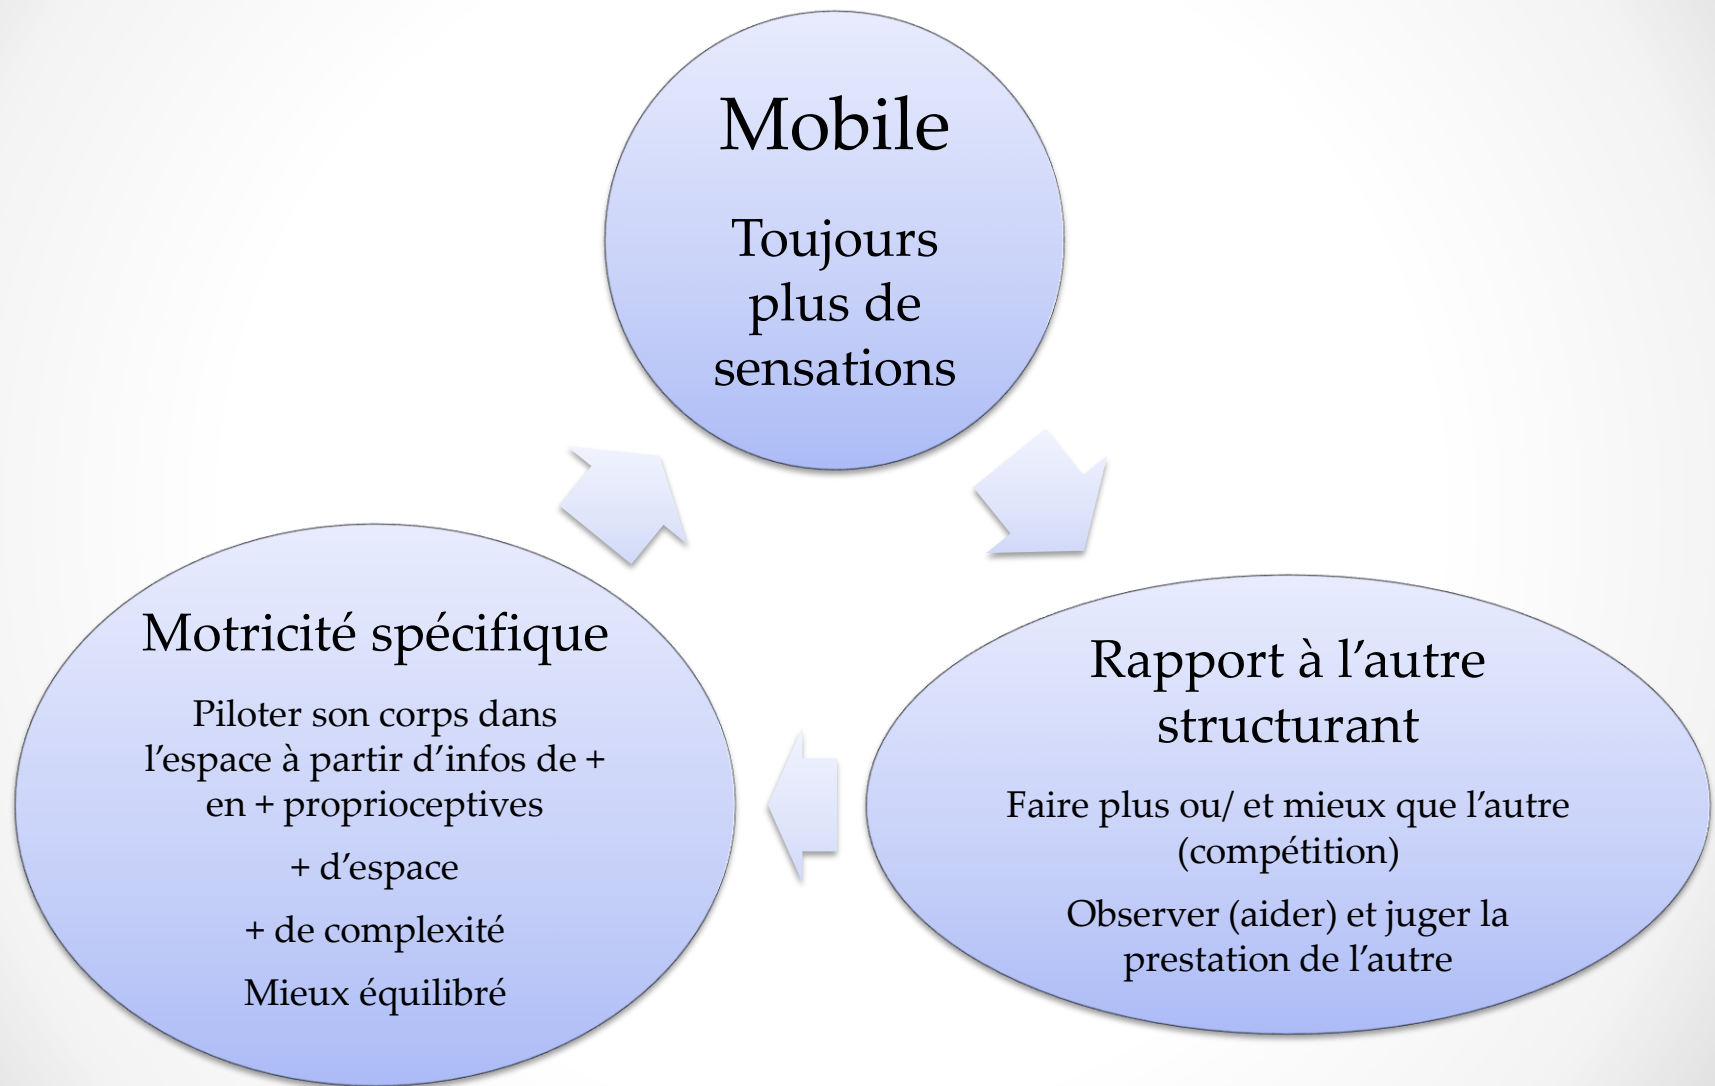 Mobile
Toujours
plus de
sensations
Motricité spécifique
Piloter son corps dans
l’espace à partir d’infos de +
en + proprioceptives
+ d’espace
+ de complexité
Mieux équilibré
Rapport à l’autre
structurant
Faire plus ou/ et mieux que l’autre
(compétition)
Observer (aider) et juger la
prestation de l’autre